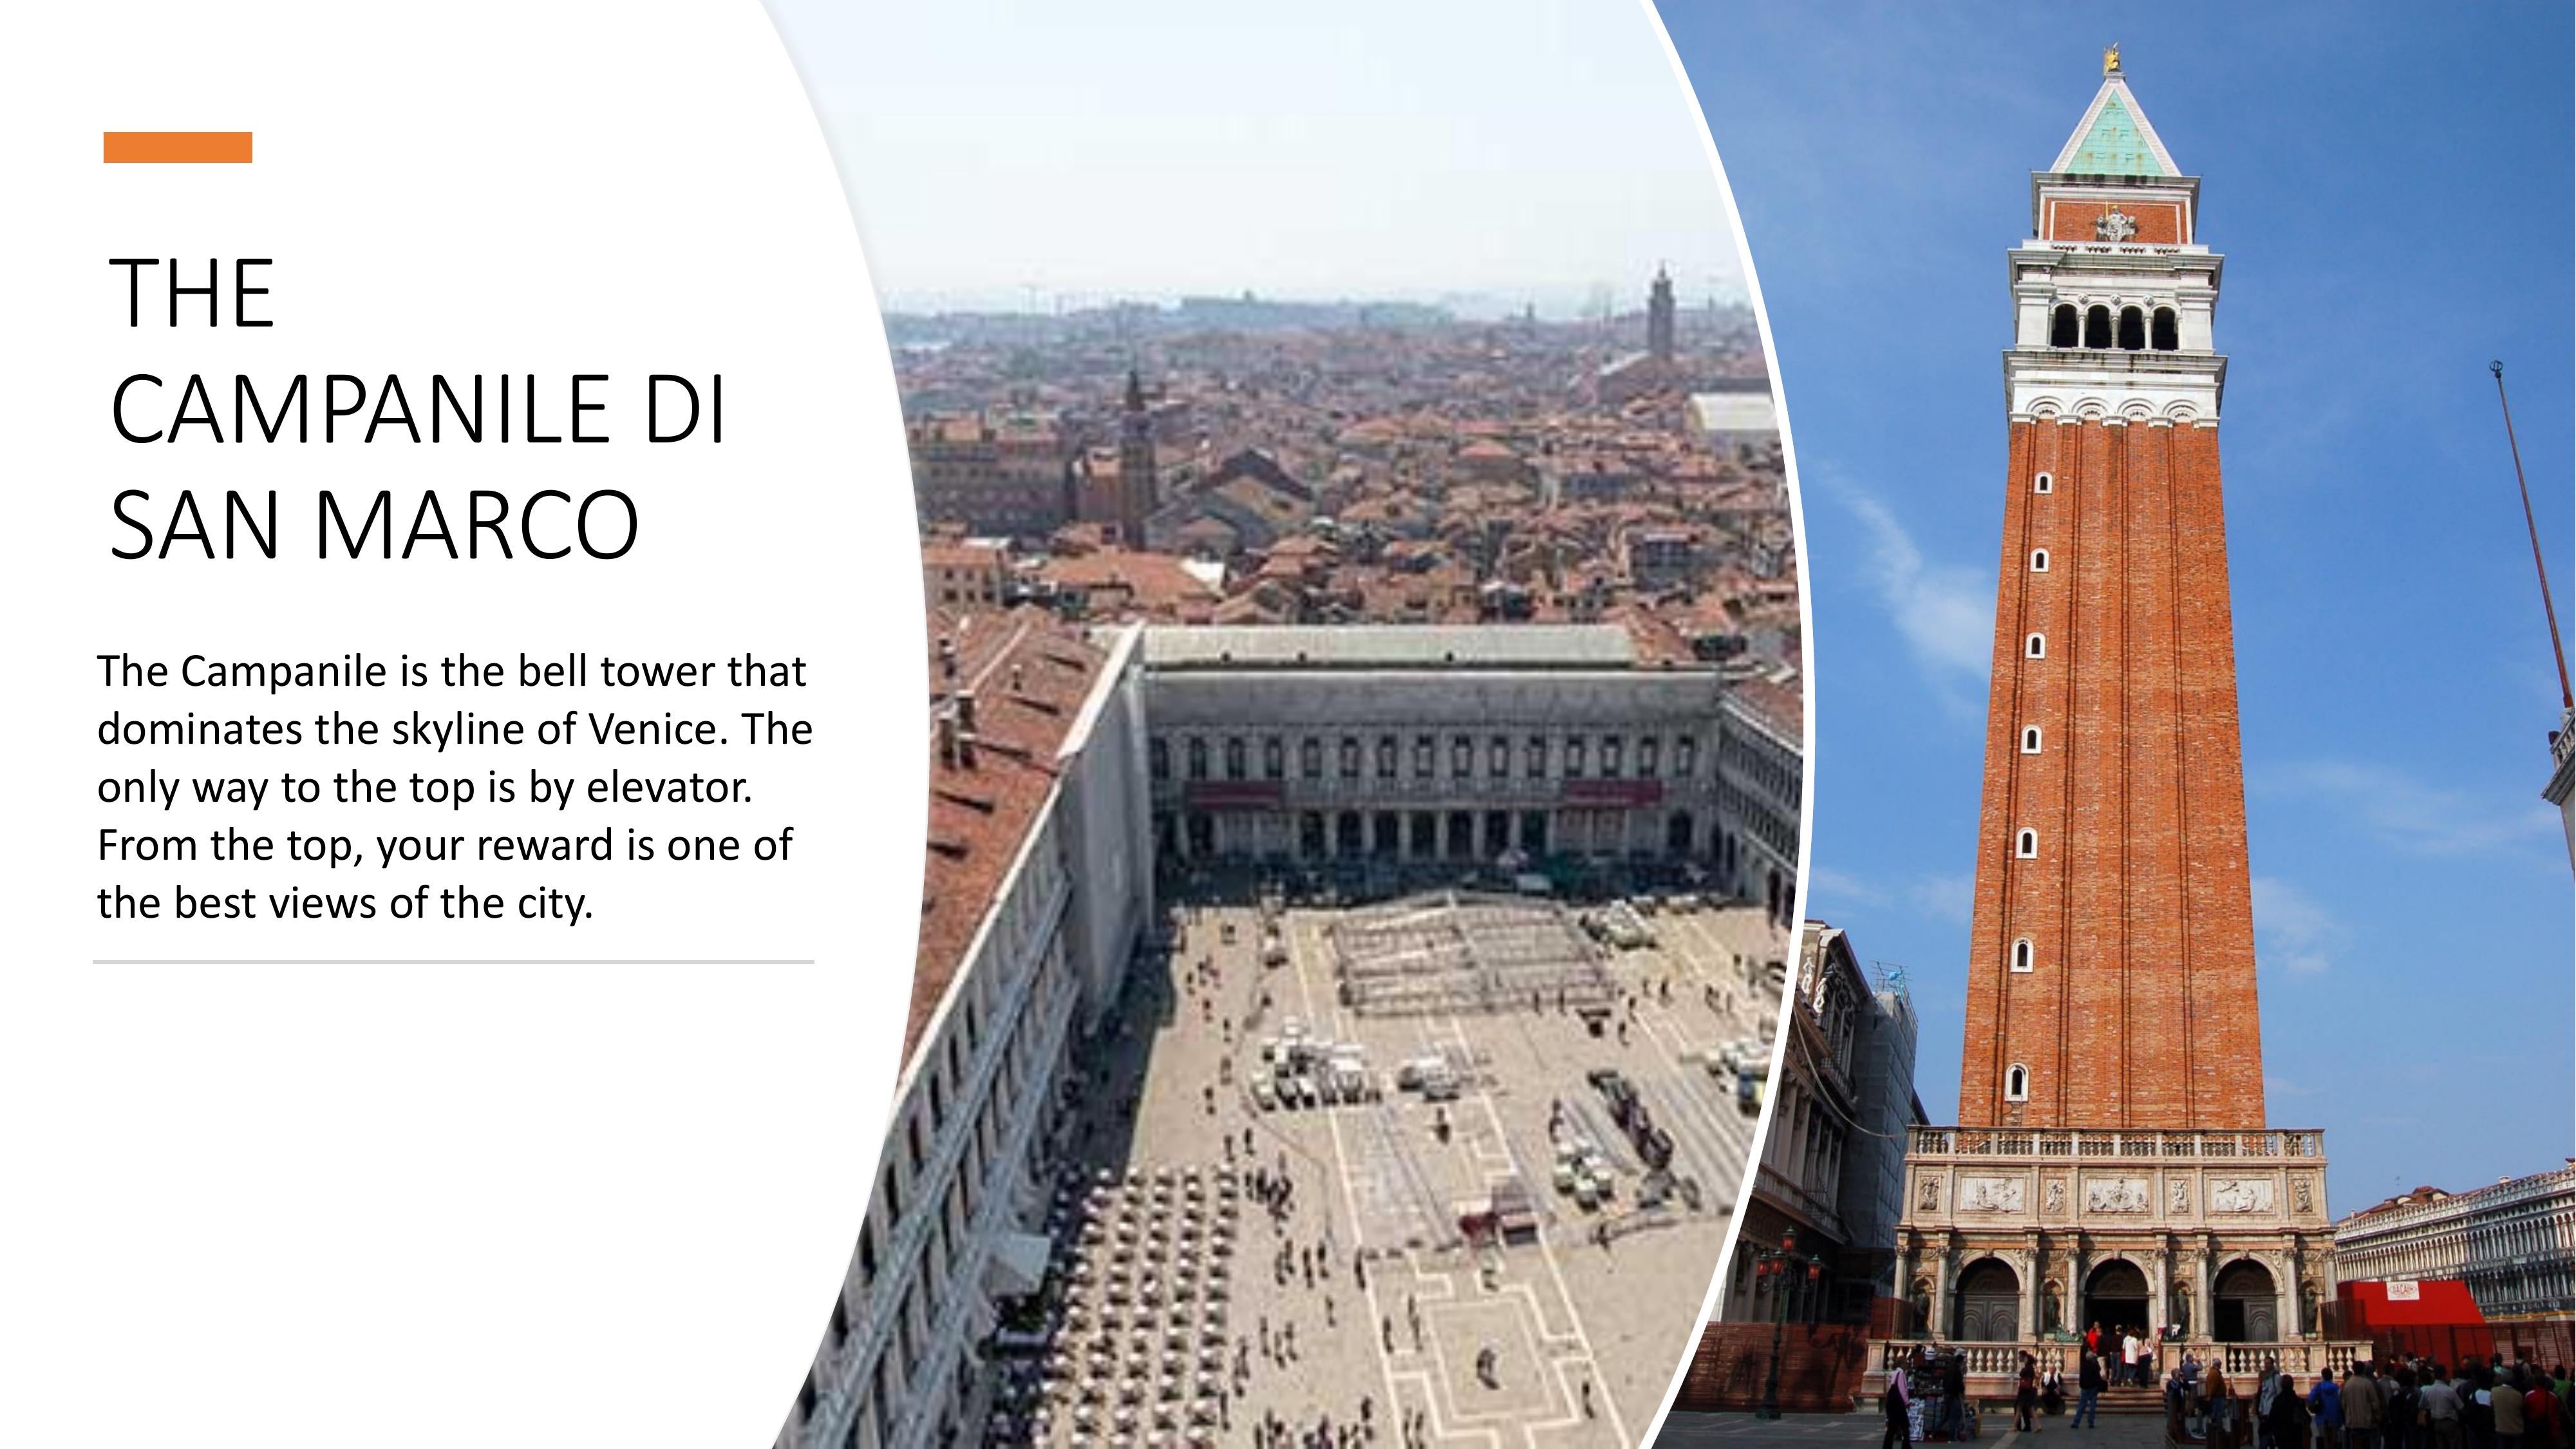 THE
CAMPANILE DI
SAN MARCO
The Campanile is the bell tower that
dominates the skyline of Venice. The
only way to the top is by elevator.
From the top, your reward is one of
the best views of the city.